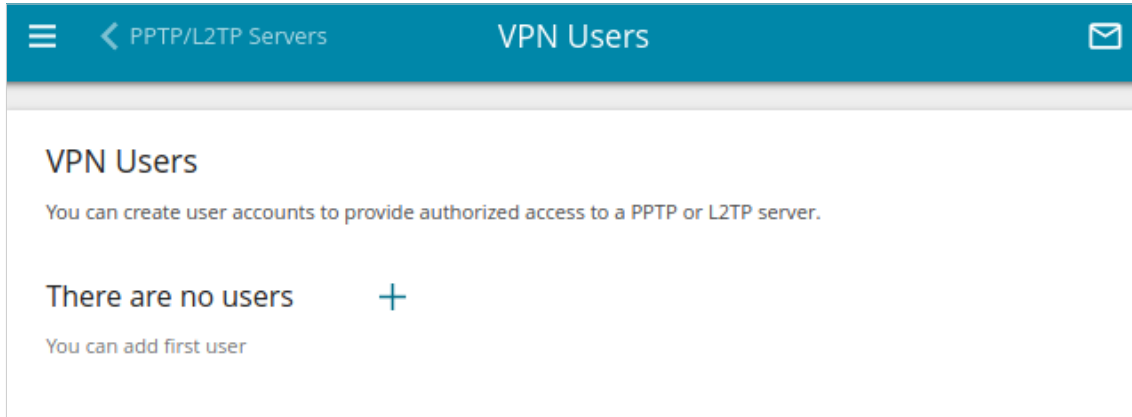 PPTP/L2TP Servers
VPN Users
VPN Users
You can create user accounts to provide authorized access to a PPTP or L2TP server.
There are no users
You can add first user